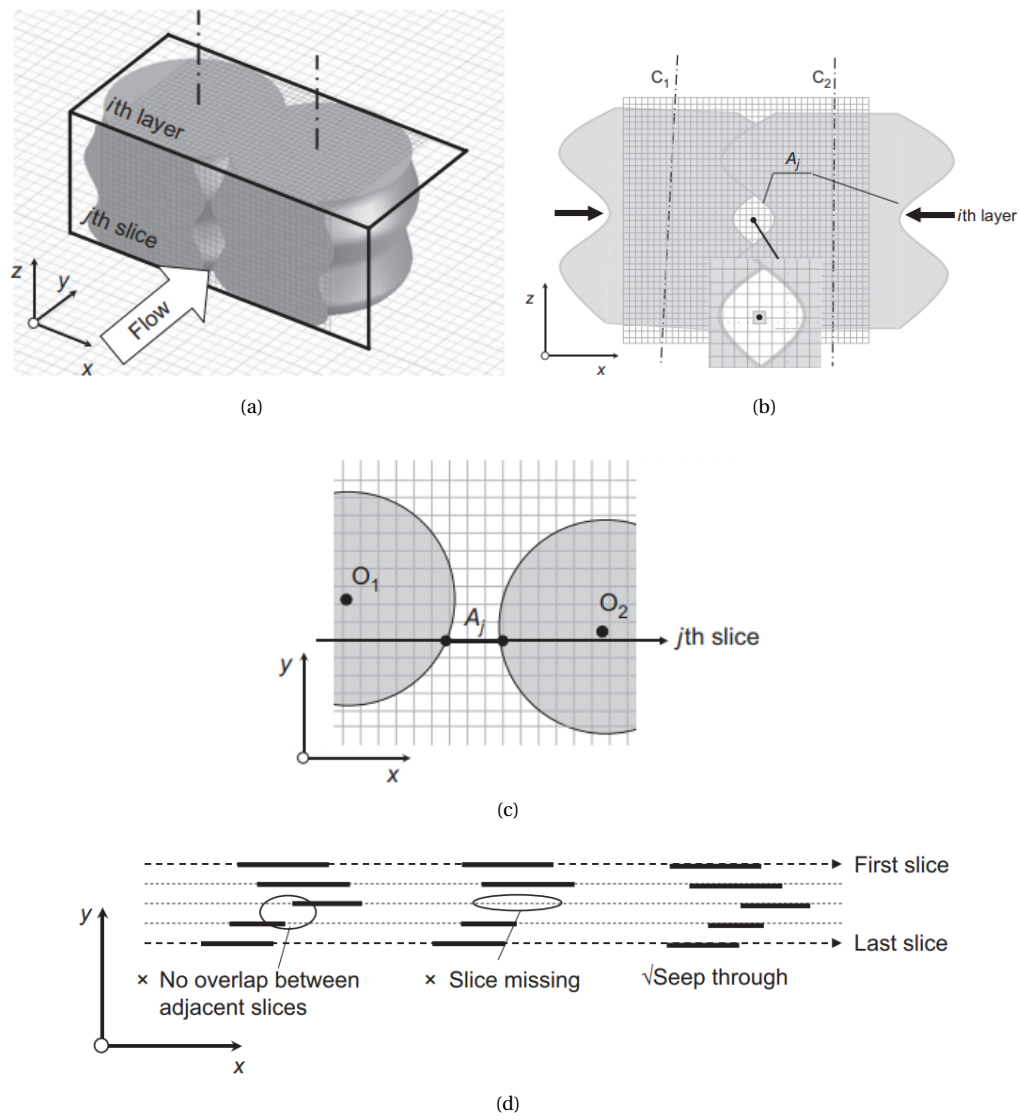 ith layer
jth slice
z
y
x
Flow
(a)
C1
C2
Aj
ith layer
z
x
(b)
O1
O2
Aj
jth slice
y
x
(c)
First slice
y
Last slice
× No overlap between
adjacent slices
× Slice missing
√Seep through
x
(d)